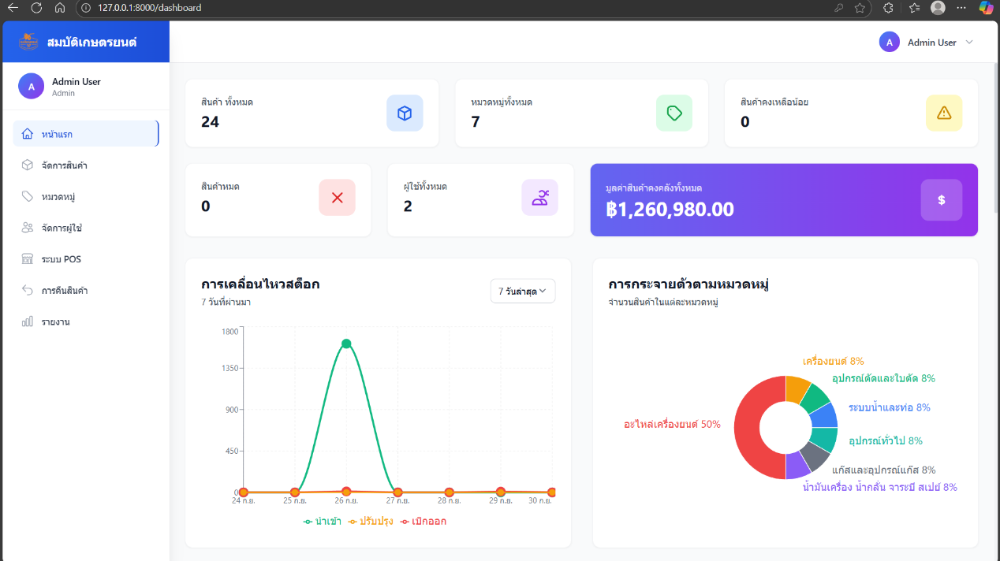 127.0.0.1:8000/dashboard
สมบัติเกษตรยนต์
A Admin User
A Admin User
Admin
หน้าแรก
จัดการสินค้า
หมวดหมู่
จัดการผู้ใช้
ระบบ POS
การคืนสินค้า
รายงาน
สินค้า ทั้งหมด
24
หมวดหมู่ทั้งหมด
7
สินค้าคงเหลือน้อย
0
สินค้าหมด
0
ผู้ใช้ทั้งหมด
2
มูลค่าสินค้าคงคลังทั้งหมด
฿1,260,980.00
$
การเคลื่อนไหวสต็อก
7 วันที่ผ่านมา
7 วันล่าสุด
1800
1350
900
450
0
24 ก.ย. 25 ก.ย. 26 ก.ย. 27 ก.ย. 28 ก.ย. 29 ก.ย. 30 ก.ย.
นำเข้า ปรับปรุง เบิกออก
การกระจายตัวตามหมวดหมู่
จำนวนสินค้าในแต่ละหมวดหมู่
เครื่องยนต์ 8%
อุปกรณ์ตัดและใบตัด 8%
ระบบน้ำและท่อ 8%
อะไหล่เครื่องยนต์ 50%
อุปกรณ์ทั่วไป 8%
แก๊สและอุปกรณ์แก๊ส 8%
น้ำมันเครื่อง น้ำกลั่น จาระบี สเปย์ 8%